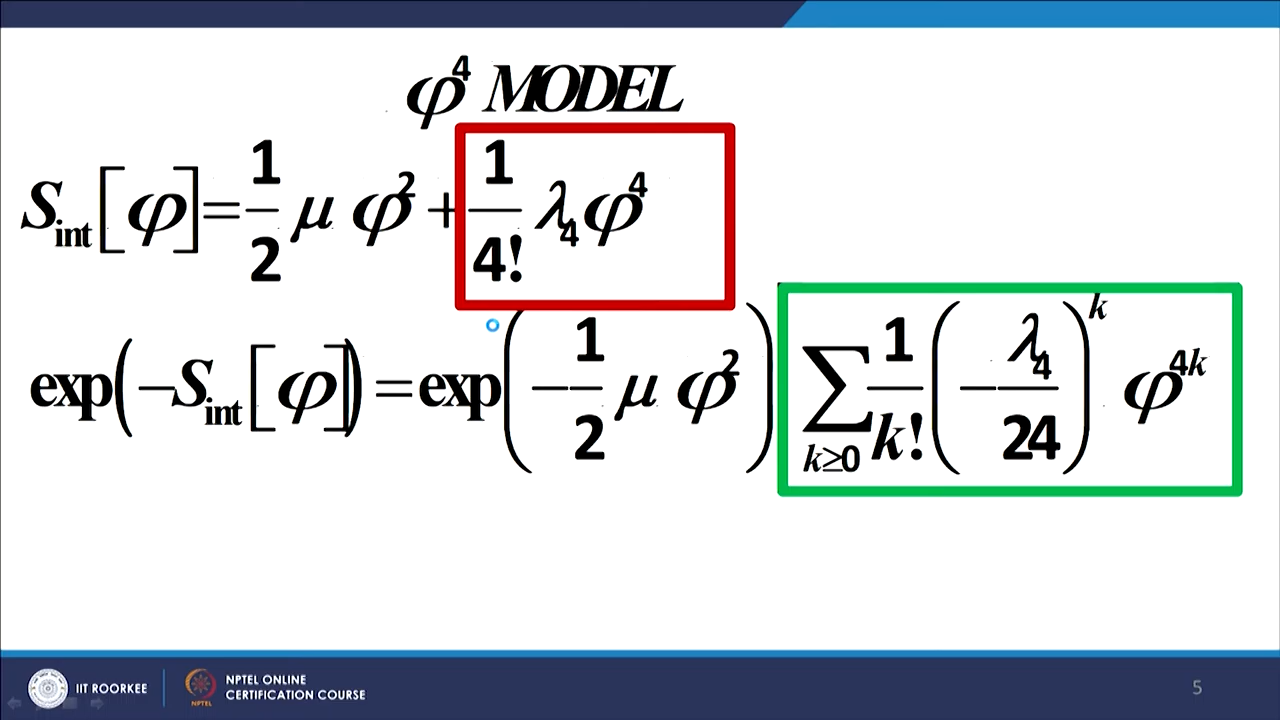 φ⁴ MODEL
S_int[φ] = 1/2 μ φ² + 1/4! λ₄φ⁴
exp(−S_int[φ]) = exp(−1/2 μ φ²) ∑_{k≥0} 1/k! (−λ₄/24)^k φ^{4k}
IIT ROORKEE
NPTEL
NPTEL ONLINE
CERTIFICATION COURSE
5